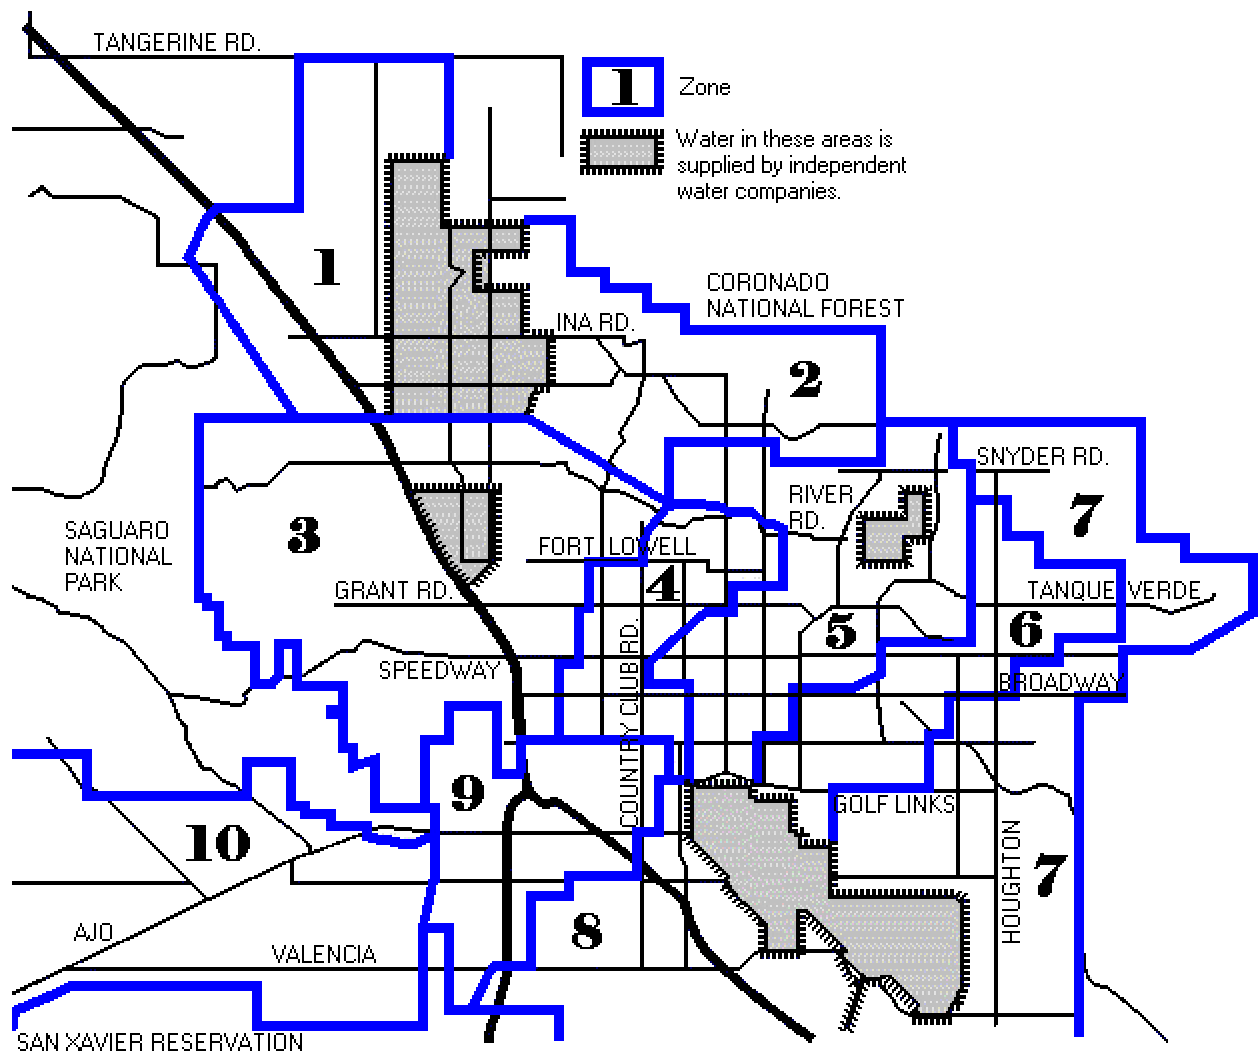 TANGERINE RD.
1
Zone
Water in these areas is
supplied by independent
water companies.
1
CORONADO
NATIONAL FOREST
INA RD.
2
SNYDER RD.
RIVER
RD.
7
SAGUARO
NATIONAL
PARK
3
FORT LOWELL
4
GRANT RD.
TANQUE VERDE
5
6
SPEEDWAY
BROADWAY
COUNTRY CLUB RD.
9
GOLF LINKS
10
HOUGHTON
7
AJO
8
VALENCIA
SAN XAVIER RESERVATION